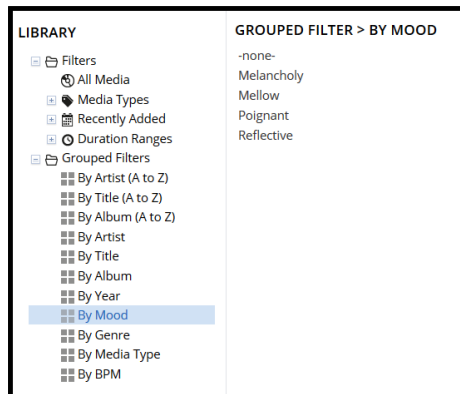 LIBRARY
Filters
All Media
Media Types
Recently Added
Duration Ranges
Grouped Filters
By Artist (A to Z)
By Title (A to Z)
By Album (A to Z)
By Artist
By Title
By Album
By Year
By Mood
By Genre
By Media Type
By BPM
GROUPED FILTER > BY MOOD
-none-
Melancholy
Mellow
Poignant
Reflective